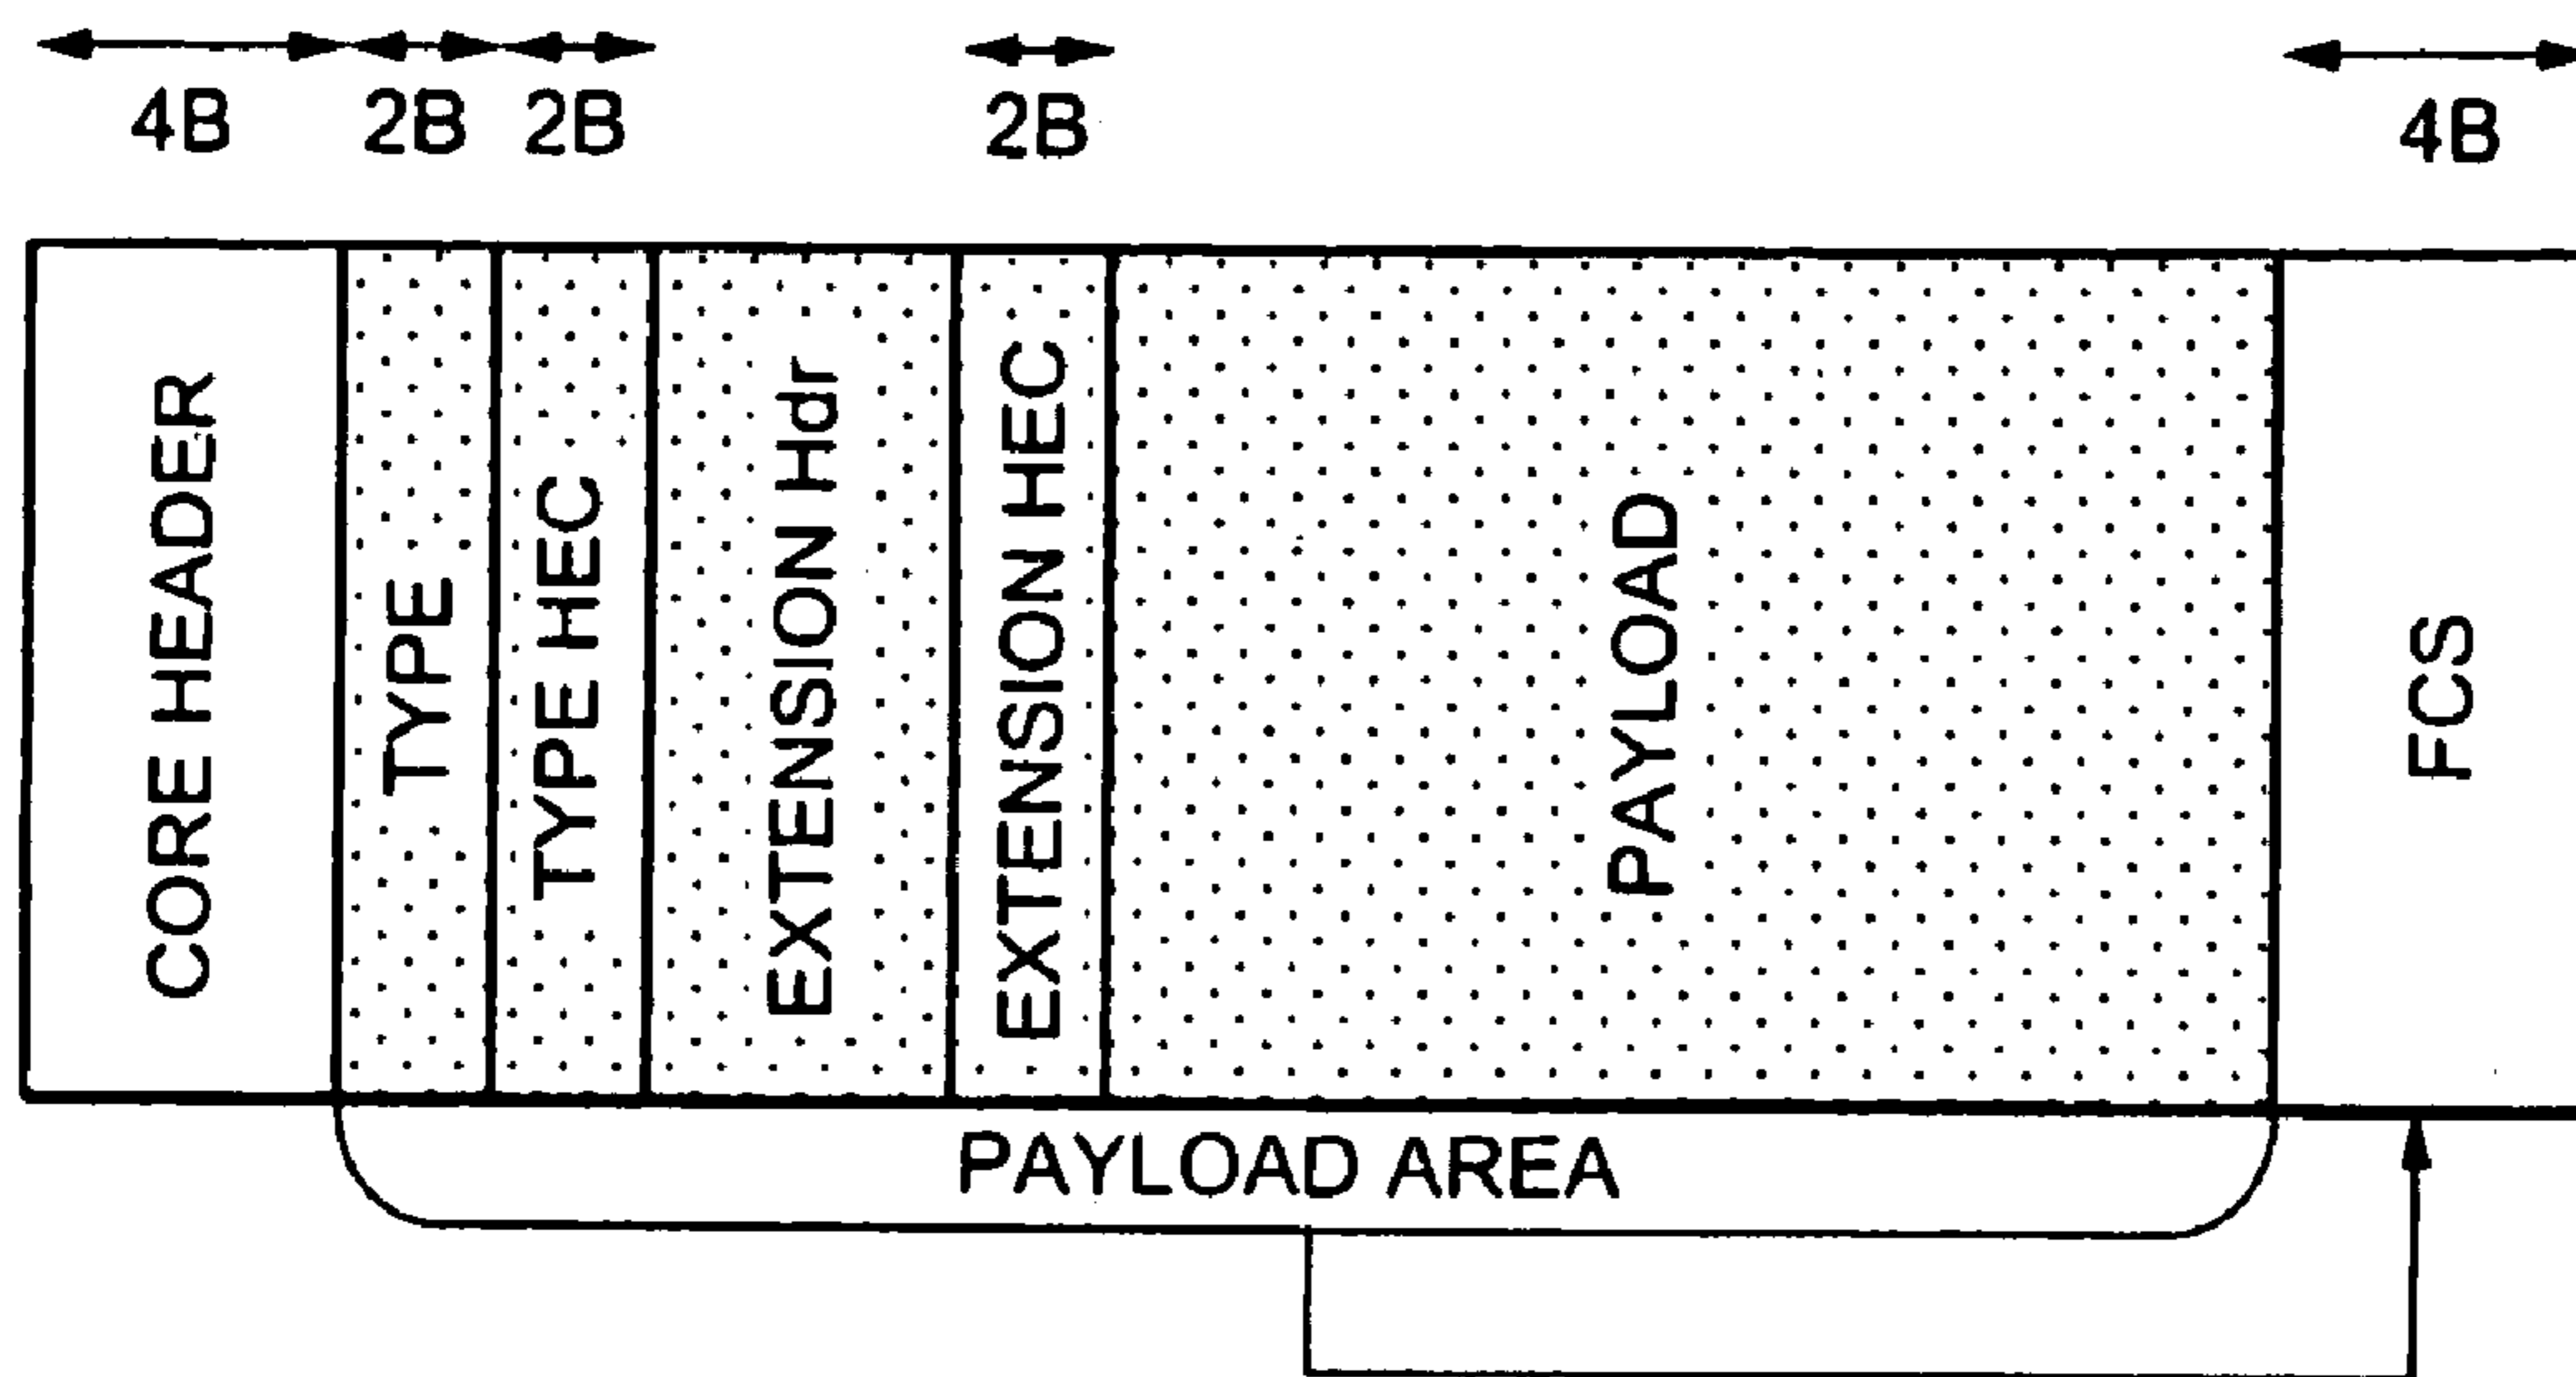 4B
2B
2B
2B
4B
CORE HEADER
TYPE
TYPE HEC
EXTENSION Hdr
EXTENSION HEC
PAYLOAD
FCS
PAYLOAD AREA